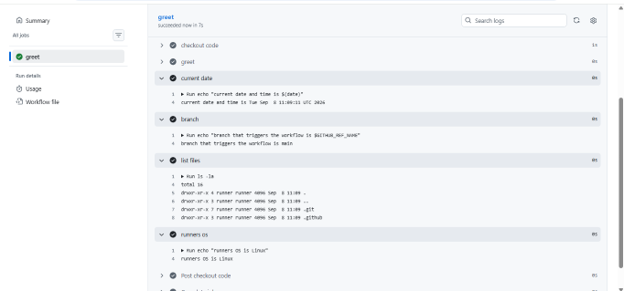 Summary
All jobs
greet
Run details
Usage
Workflow file
greet
succeeded now in 7s
Search logs
checkout code 1s
greet 0s
current date 0s
1 ▶ Run echo "current date and time is $(date)"
4 current date and time is Tue Sep 8 11:09:11 UTC 2026
branch 0s
1 ▶ Run echo "branch that triggers the workflow is $GITHUB_REF_NAME"
4 branch that triggers the workflow is main
list files 0s
1 ▶ Run ls -la
4 total 16
5 drwxr-xr-x 4 runner runner 4096 Sep 8 11:09 .
6 drwxr-xr-x 3 runner runner 4096 Sep 8 11:09 ..
7 drwxr-xr-x 7 runner runner 4096 Sep 8 11:09 .git
8 drwxr-xr-x 3 runner runner 4096 Sep 8 11:09 .github
runners os 0s
1 ▶ Run echo "runners OS is Linux"
4 runners OS is Linux
Post checkout code 0s